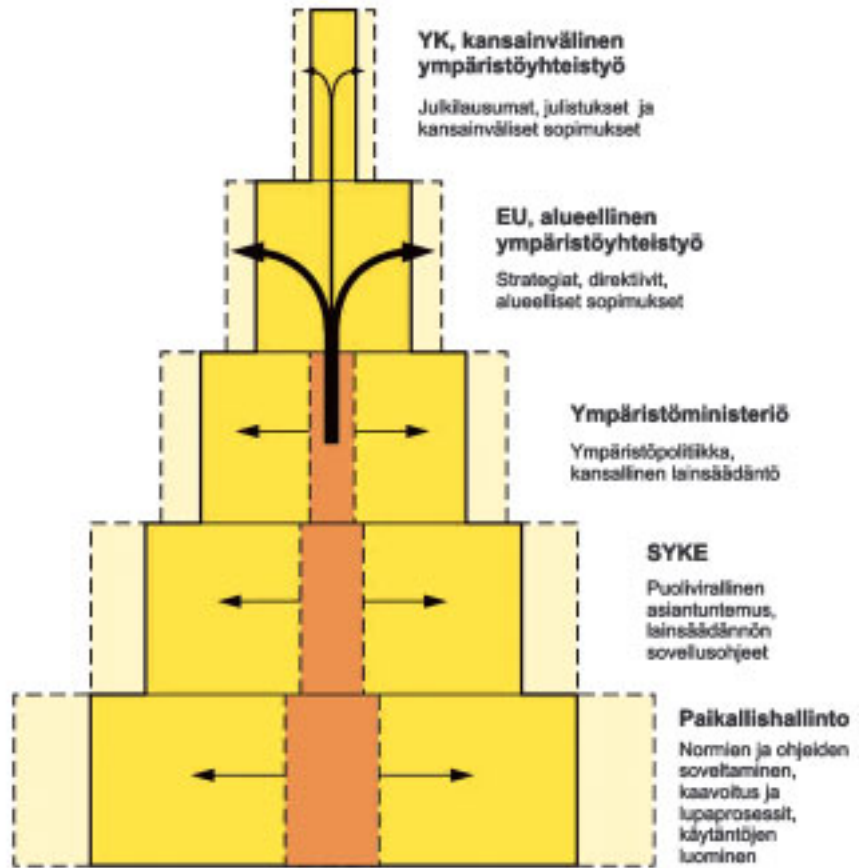 YK, kansainvälinen
ympäristöyhteistyö
Julkilausumat, julistukset ja
kansainväliset sopimukset
EU, alueellinen
ympäristöyhteistyö
Strategiat, direktiivit,
alueelliset sopimukset
Ympäristöministeriö
Ympäristöpolitiikka,
kansallinen lainsäädäntö
SYKE
Puolivirallinen
asiantuntemus,
lainsäädännön
sovellusohjeet
Paikallishallinto
Normien ja ohjeiden
soveltaminen,
kaavoitus ja
lupaprosessit,
käytäntöjen
luominen